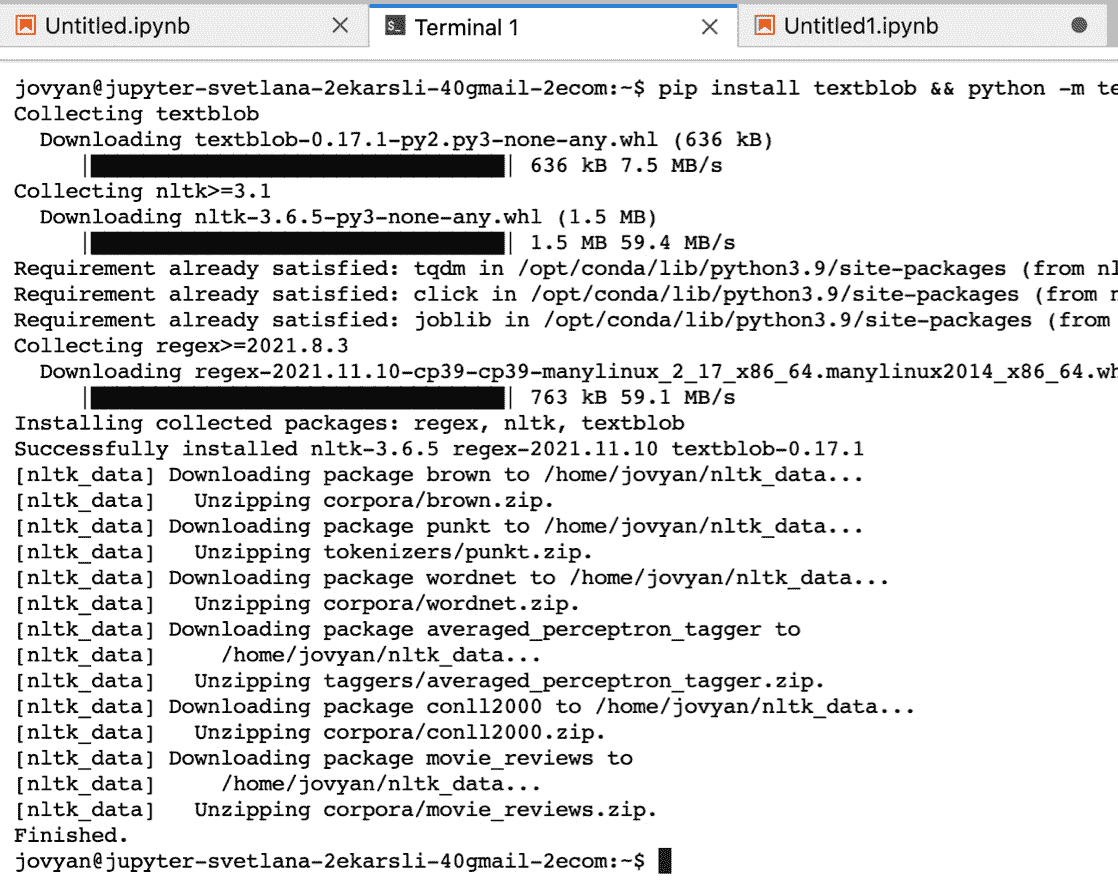 Untitled.ipynb
Terminal 1
Untitled1.ipynb
jovyan@jupyter-svetlana-2ekarsli-40gmail-2ecom:~$ pip install textblob && python -m te
Collecting textblob
  Downloading textblob-0.17.1-py2.py3-none-any.whl (636 kB)
     |████████████████████████████████| 636 kB 7.5 MB/s
Collecting nltk>=3.1
  Downloading nltk-3.6.5-py3-none-any.whl (1.5 MB)
     |████████████████████████████████| 1.5 MB 59.4 MB/s
Requirement already satisfied: tqdm in /opt/conda/lib/python3.9/site-packages (from nl
Requirement already satisfied: click in /opt/conda/lib/python3.9/site-packages (from n
Requirement already satisfied: joblib in /opt/conda/lib/python3.9/site-packages (from
Collecting regex>=2021.8.3
  Downloading regex-2021.11.10-cp39-cp39-manylinux_2_17_x86_64.manylinux2014_x86_64.wh
     |████████████████████████████████| 763 kB 59.1 MB/s
Installing collected packages: regex, nltk, textblob
Successfully installed nltk-3.6.5 regex-2021.11.10 textblob-0.17.1
[nltk_data] Downloading package brown to /home/jovyan/nltk_data...
[nltk_data]   Unzipping corpora/brown.zip.
[nltk_data] Downloading package punkt to /home/jovyan/nltk_data...
[nltk_data]   Unzipping tokenizers/punkt.zip.
[nltk_data] Downloading package wordnet to /home/jovyan/nltk_data...
[nltk_data]   Unzipping corpora/wordnet.zip.
[nltk_data] Downloading package averaged_perceptron_tagger to
[nltk_data]     /home/jovyan/nltk_data...
[nltk_data]   Unzipping taggers/averaged_perceptron_tagger.zip.
[nltk_data] Downloading package conll2000 to /home/jovyan/nltk_data...
[nltk_data]   Unzipping corpora/conll2000.zip.
[nltk_data] Downloading package movie_reviews to
[nltk_data]     /home/jovyan/nltk_data...
[nltk_data]   Unzipping corpora/movie_reviews.zip.
Finished.
jovyan@jupyter-svetlana-2ekarsli-40gmail-2ecom:~$